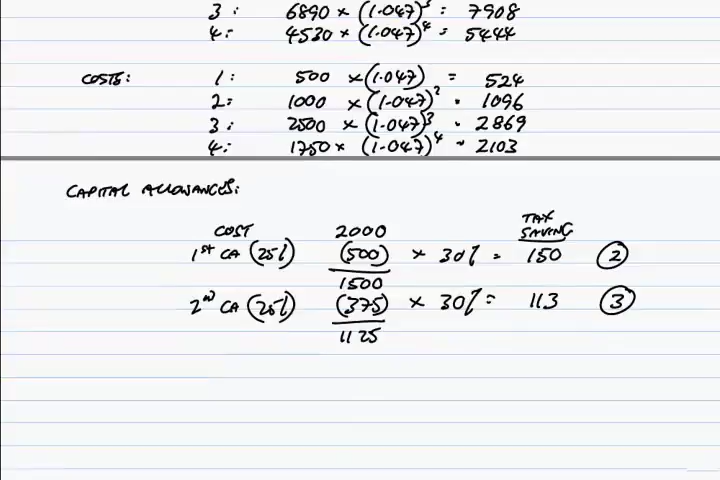 3: 6890 × (1.047)³ = 7908
4: 4530 × (1.047)⁴ = 5444
COSTS: 1: 500 × (1.047) = 524
2: 1000 × (1.047)² = 1096
3: 2500 × (1.047)³ = 2869
4: 1750 × (1.047)⁴ = 2103
CAPITAL ALLOWANCES:
TAX
COST 2000 SAVING
1st CA (25%) (500) × 30% = 150 (2)
1500
2nd CA (25%) (375) × 30% = 113 (3)
1125